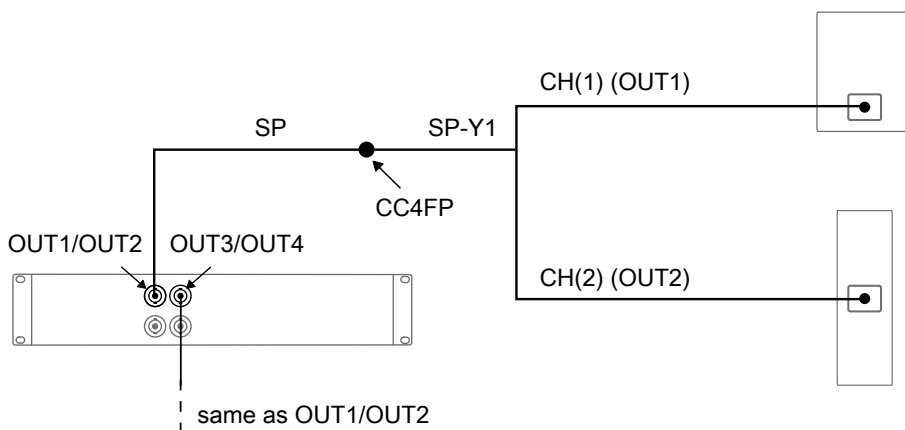 CH(1) (OUT1)
SP
SP-Y1
CC4FP
OUT1/OUT2
OUT3/OUT4
CH(2) (OUT2)
same as OUT1/OUT2